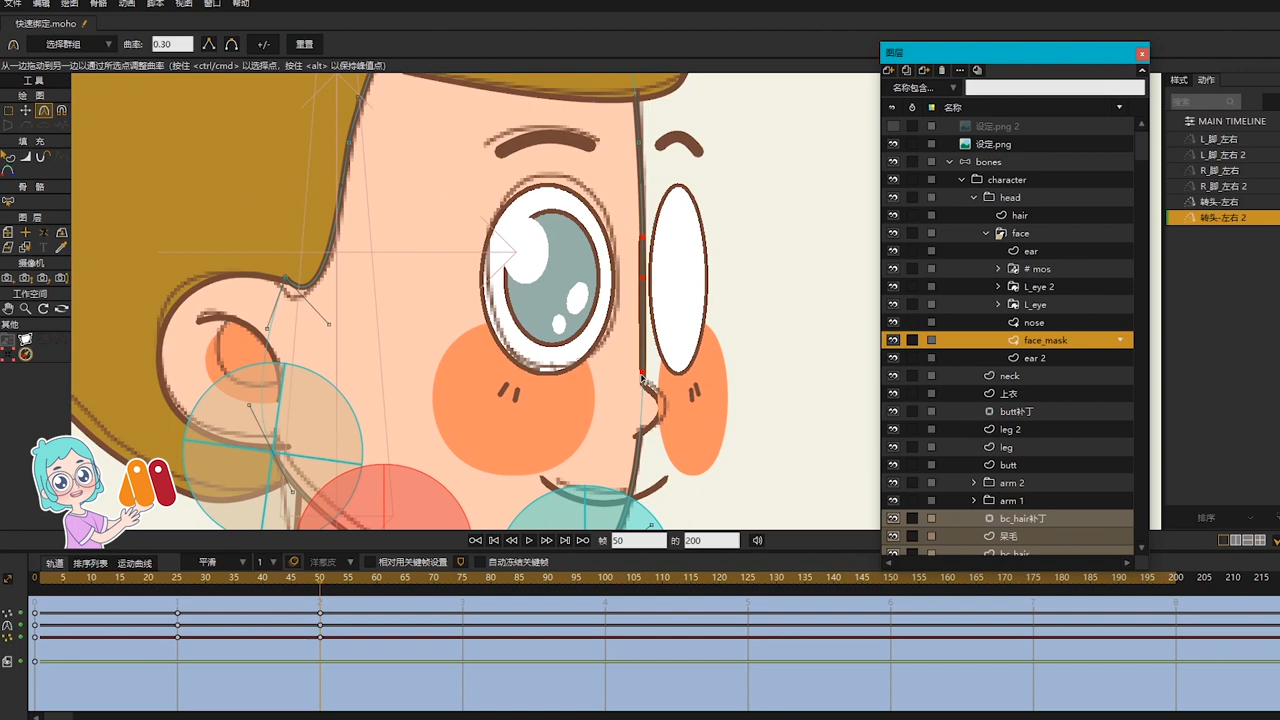 文件 编辑 绘图 骨骼 动画 脚本 视图 窗口 帮助
快速绑定.moho
选择群组 曲率: 0.30 +/- 重置
从一边拖动到另一边以通过所选点调整曲率（按住 <ctrl/cmd> 以选择点，按住 <alt> 以保持峰值点）
工具
绘 图
填 充
骨 骼
图 层
摄像机
工作空间
其他
图层
名称包含...
名称
设定.png 2
设定.png
bones
character
head
hair
face
ear
# mos
L_eye 2
L_eye
nose
face_mask
ear 2
neck
上衣
butt补丁
leg 2
leg
butt
arm 2
arm 1
bc_hair补丁
呆毛
bc_hair
样式 动作
搜索
MAIN TIMELINE
L_脚_左右
L_脚_左右 2
R_脚_左右
R_脚_左右 2
转头-左右
转头-左右 2
排序
帧 50 的 200
轨道 排序列表 运动曲线 平滑 1 洋葱皮 相对用关键帧设置 自动冻结关键帧
0 5 10 15 20 25 30 35 40 45 50 55 60 65 70 75 80 85 90 95 100 105 110 115 120 125 130 135 140 145 150 155 160 165 170 175 180 185 190 195 200 205 210 215
0 1 2 3 4 5 6 7 8